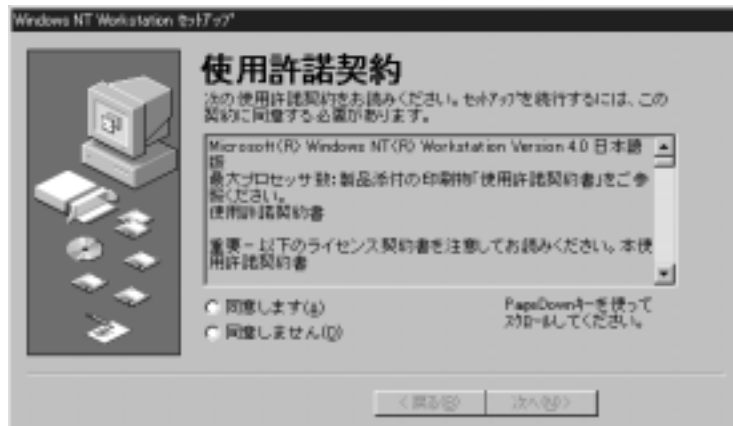 Windows NT Workstation セットアップ
使用許諾契約
次の使用許諾契約をお読みください。セットアップを続行するには、この
契約に同意する必要があります。
Microsoft(R) Windows NT(R) Workstation Version 4.0 日本語
版
最大プロセッサ数: 製品添付の印刷物「使用許諾契約書」をご参
照ください。
使用許諾契約書
重要－以下のライセンス契約書を注意してお読みください。本使
用許諾契約書
同意します(a)
同意しません(D)
PageDownキーを使って
スクロールしてください。
< 戻る(B)
次へ(N) >